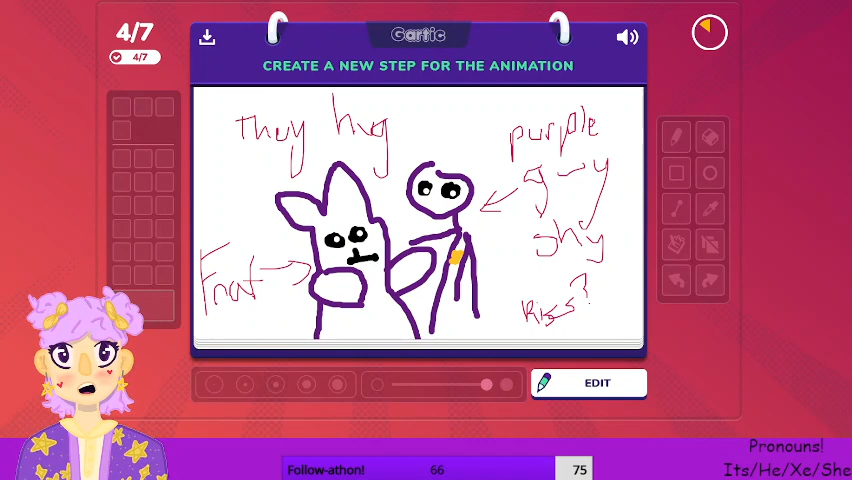 4/7
4/7
Gartic
CREATE A NEW STEP FOR THE ANIMATION
They hug
purple
guy
shy
Kiss?
EDIT
Follow-athon! 66 75
Pronouns!
Its/He/Xe/She